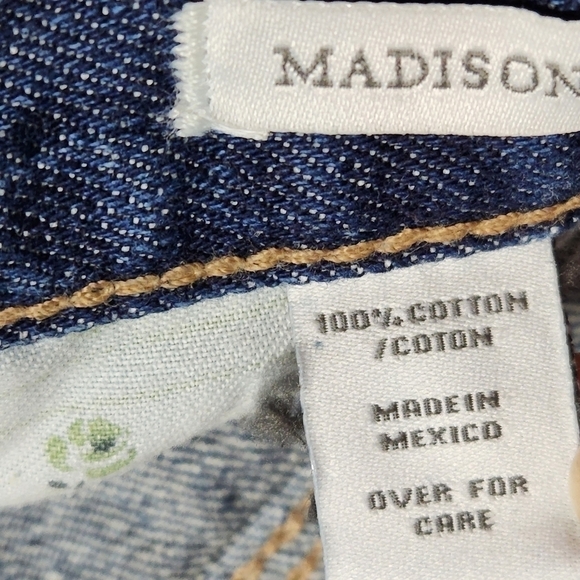 MADISON
100% COTTON
/COTON
MADE IN
MEXICO
OVER FOR
CARE